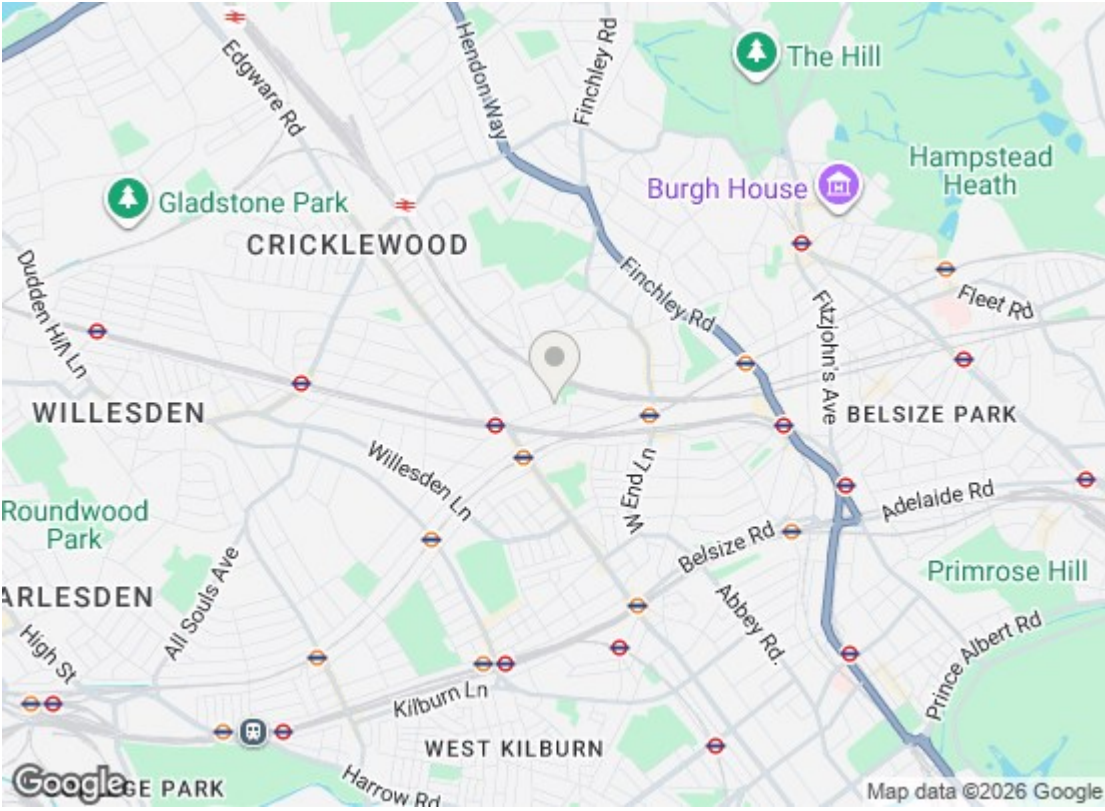 Edgware Rd
Hendon Way
Finchley Rd
The Hill
Hampstead
Heath
Burgh House
Gladstone Park
CRICKLEWOOD
Dudden Hill Ln
Finchley Rd
Fitzjohn's Ave
Fleet Rd
WILLESDEN
BELSIZE PARK
Willesden Ln
W End Ln
Adelaide Rd
Roundwood
Park
Belsize Rd
Primrose Hill
ARLESDEN
All Souls Ave
Abbey Rd.
High St
Prince Albert Rd
Kilburn Ln
WEST KILBURN
Harrow Rd
Google
GE PARK
Map data ©2026 Google